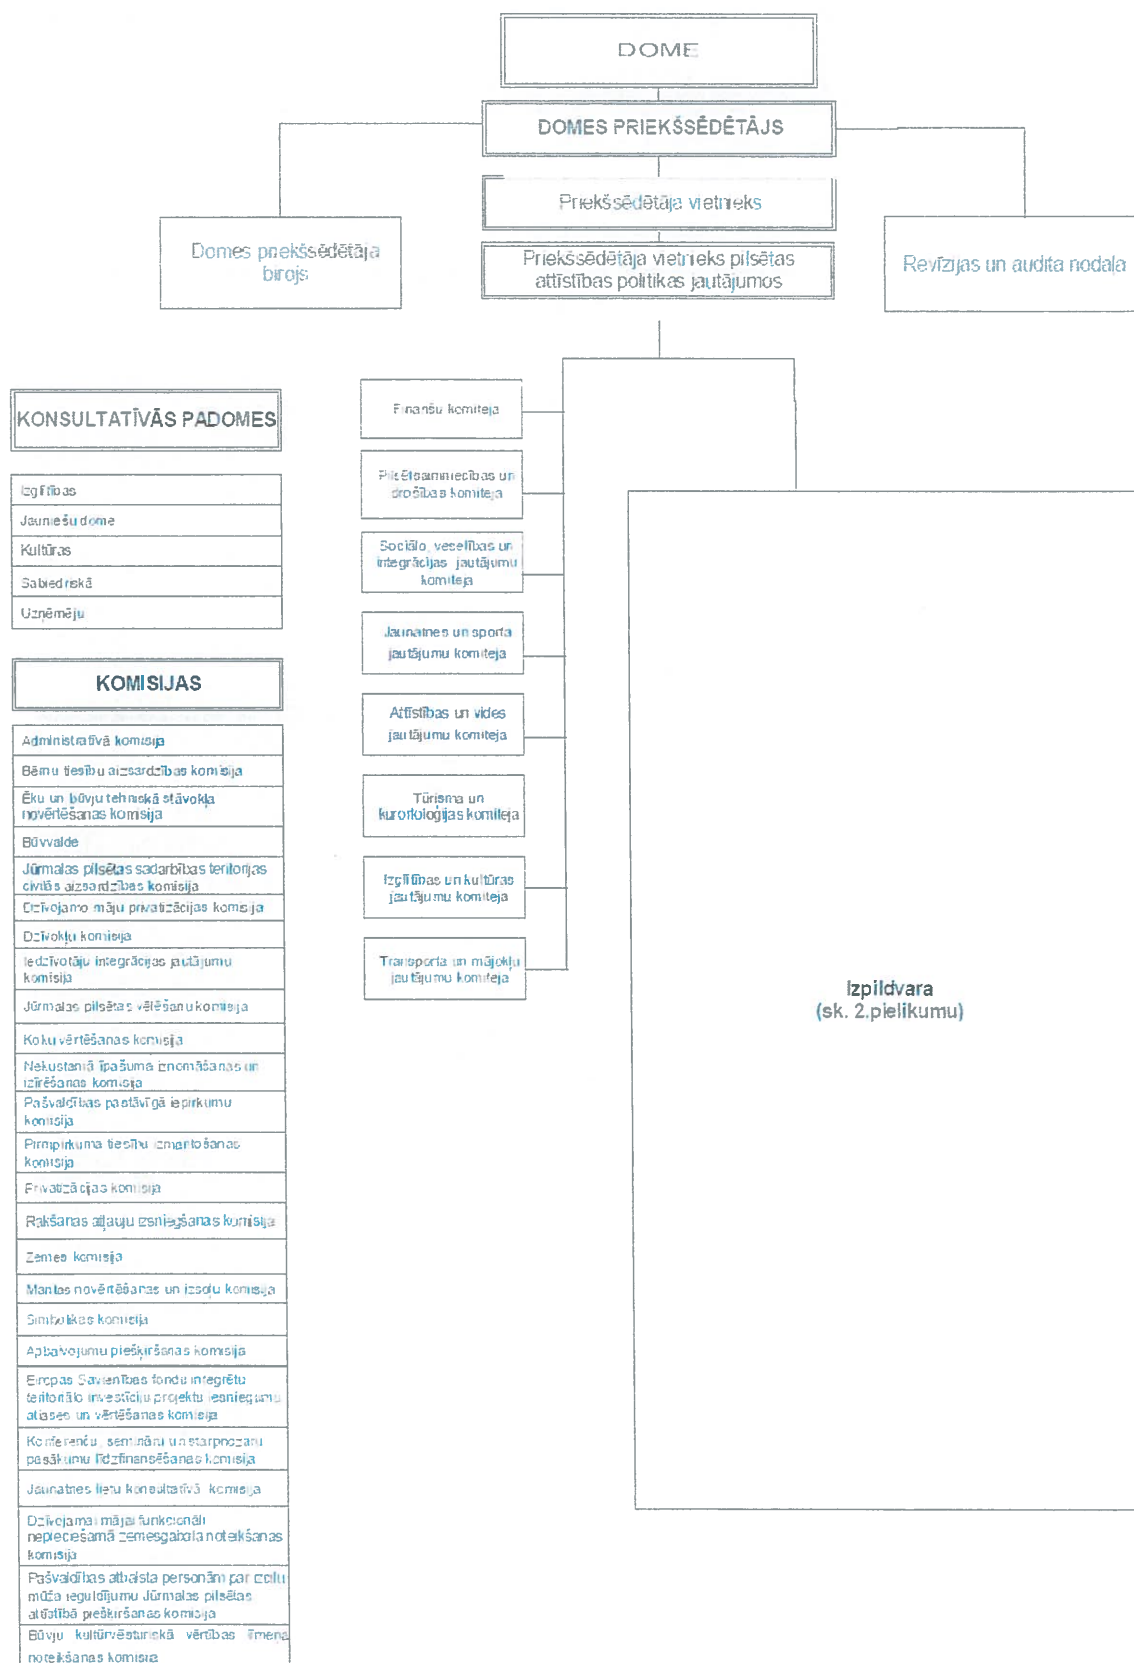 DOME
DOMES PRIEKŠSĒDĒTĀJS
Priekšsēdētāja vietnieks
Domes priekšsēdētāja
birojs
Priekšsēdētāja vietnieks pilsētas
attīstības politikas jautājumos
Revīzijas un audita nodaļa
KONSULTATĪVĀS PADOMES
Izglītības
Jauniešu dome
Kultūras
Sabiedriskā
Uzņēmēju
KOMISIJAS
Administratīvā komisija
Bērnu tiesību aizsardzības komisija
Ēku un būvju tehniskā stāvokļa
novērtēšanas komisija
Būvvalde
Jūrmalas pilsētas sadarbības teritorijas
civilās aizsardzības komisija
Dzīvojamo māju privatizācijas komisija
Dzīvokļu komisija
Iedzīvotāju integrācijas jautājumu
komisija
Jūrmalas pilsētas vēlēšanu komisija
Koku vērtēšanas komisija
Nekustamā īpašuma iznomāšanas un
izīrēšanas komisija
Pašvaldības pastāvīgā iepirkumu
komisija
Pirmpirkuma tiesību izmantošanas
komisija
Privatizācijas komisija
Rakšanas atļauju izsniegšanas komisija
Zemes komisija
Mantas novērtēšanas un izsoļu komisija
Simbolikas komisija
Apbalvojumu piešķiršanas komisija
Eiropas Savienības fondu integrētu
teritoriālo investīciju projektu iesniegumu
atlases un vērtēšanas komisija
Konferenču, semināru un starpnozaru
pasākumu līdzfinansēšanas komisija
Jaunatnes lietu konsultatīvā komisija
Dzīvojamai mājai funkcionāli
nepieciešamā zemesgabala noteikšanas
komisija
Pašvaldības atbalsta personām par izcilu
mūža ieguldījumu Jūrmalas pilsētas
attīstībā piešķiršanas komisija
Būvju kultūrvēsturiskā vērtības līmeņa
noteikšanas komisija
Finanšu komiteja
Pilsētsaimniecības un
drošības komiteja
Sociālo, veselības un
integrācijas jautājumu
komiteja
Jaunatnes un sporta
jautājumu komiteja
Attīstības un vides
jautājumu komiteja
Tūrisma un
kurortoloģijas komiteja
Izglītības un kultūras
jautājumu komiteja
Transporta un mājokļu
jautājumu komiteja
Izpildvara
(sk. 2.pielikumu)